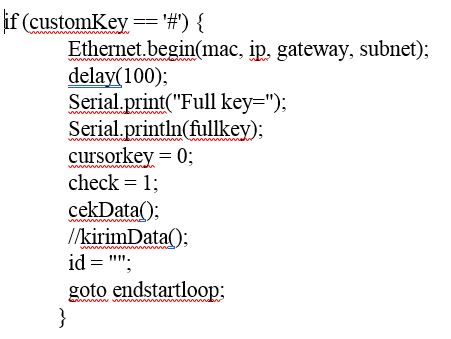 if (customKey == '#') {
Ethernet.begin(mac, ip, gateway, subnet);
delay(100);
Serial.print("Full key=");
Serial.println(fullkey);
cursorkey = 0;
check = 1;
cekData();
//kirimData();
id = "";
goto endstartloop;
}